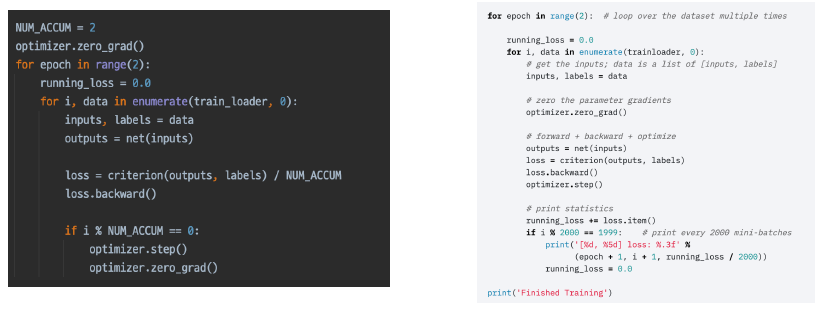 NUM_ACCUM = 2
optimizer.zero_grad()
for epoch in range(2):
    running_loss = 0.0
    for i, data in enumerate(train_loader, 0):
        inputs, labels = data
        outputs = net(inputs)

        loss = criterion(outputs, labels) / NUM_ACCUM
        loss.backward()

        if i % NUM_ACCUM == 0:
            optimizer.step()
            optimizer.zero_grad()

for epoch in range(2):  # loop over the dataset multiple times

    running_loss = 0.0
    for i, data in enumerate(trainloader, 0):
        # get the inputs; data is a list of [inputs, labels]
        inputs, labels = data

        # zero the parameter gradients
        optimizer.zero_grad()

        # forward + backward + optimize
        outputs = net(inputs)
        loss = criterion(outputs, labels)
        loss.backward()
        optimizer.step()

        # print statistics
        running_loss += loss.item()
        if i % 2000 == 1999:    # print every 2000 mini-batches
            print('[%d, %5d] loss: %.3f' %
                  (epoch + 1, i + 1, running_loss / 2000))
            running_loss = 0.0

print('Finished Training')